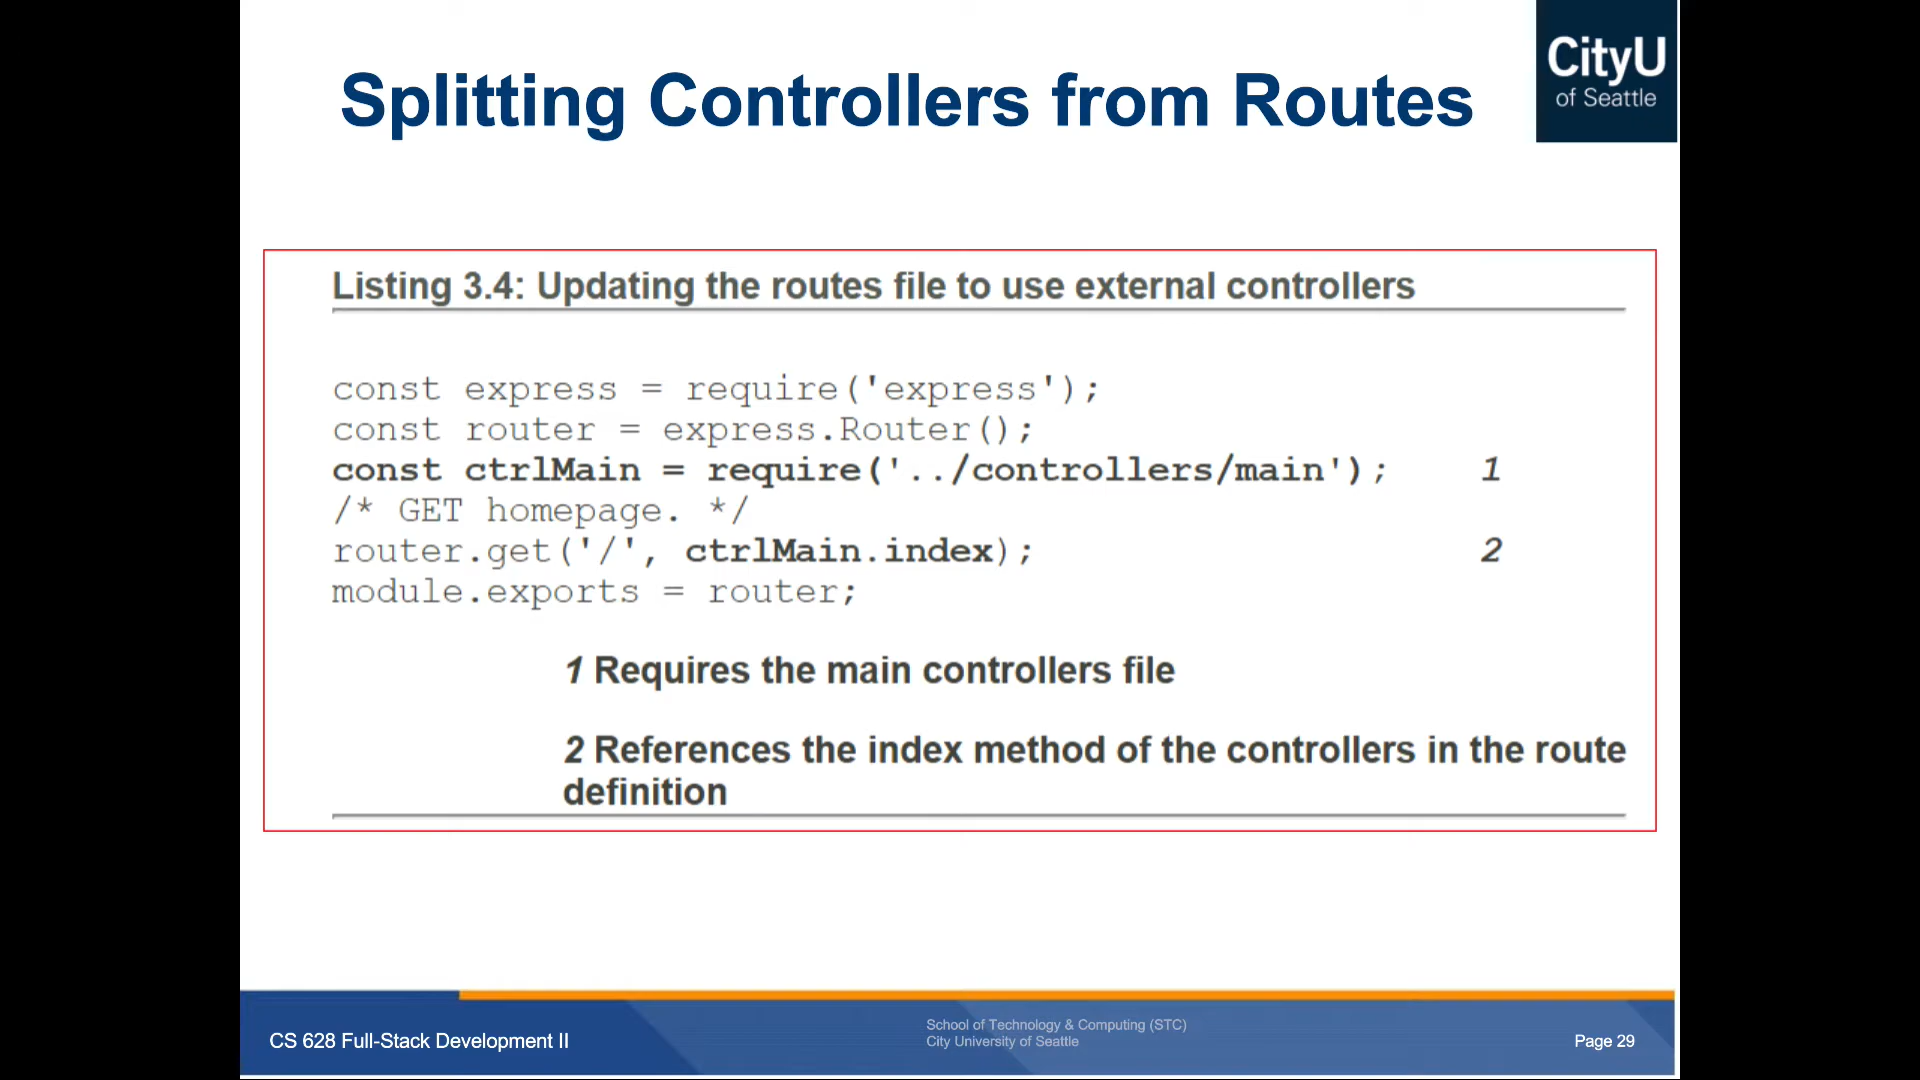 Splitting Controllers from Routes
CityU
of Seattle
Listing 3.4: Updating the routes file to use external controllers
const express = require('express');
const router = express.Router();
const ctrlMain = require('../controllers/main'); 1
/* GET homepage. */
router.get('/', ctrlMain.index); 2
module.exports = router;
1 Requires the main controllers file
2 References the index method of the controllers in the route
definition
CS 628 Full-Stack Development II
School of Technology & Computing (STC)
City University of Seattle
Page 29